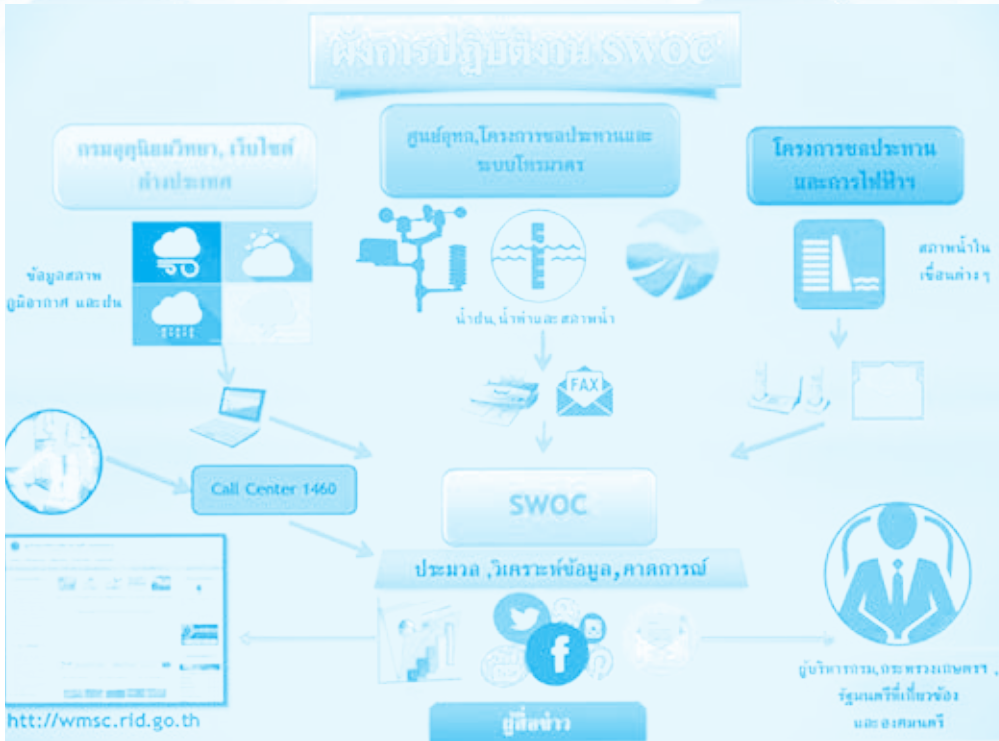 ผังการปฏิบัติงาน SWOC
กรมอุตุนิยมวิทยา, เว็บไซต์
ต่างประเทศ
ศูนย์อุทก,โครงการชลประทานและ
ระบบโทรมาตร
โครงการชลประทาน
และการไฟฟ้าฯ
ข้อมูลสภาพ
ภูมิอากาศ และฝน
น้ำฝน, น้ำท่าและสภาพน้ำ
สภาพน้ำใน
เขื่อนต่างๆ
FAX
Call Center 1460
SWOC
ประมวล ,วิเคราะห์ข้อมูล, คาดการณ์
htt://wmsc.rid.go.th
ผู้สื่อข่าว
ผู้บริหารกรม,กระทรวงเกษตรฯ ,
รัฐมนตรีที่เกี่ยวข้อง
และองคมนตรี